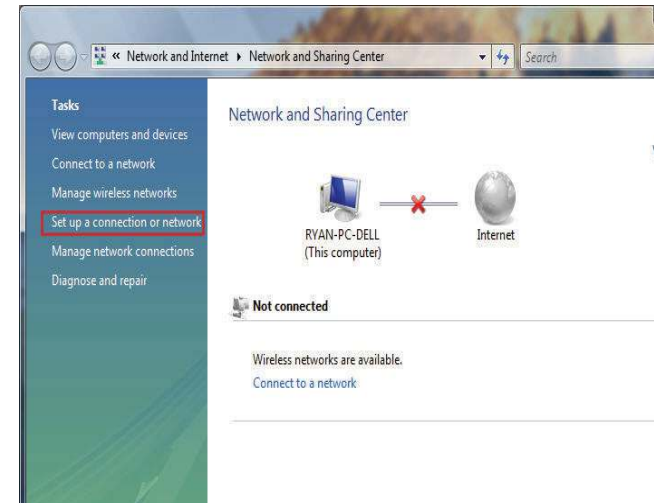 « Network and Internet ▸ Network and Sharing Center
Search
Tasks
View computers and devices
Connect to a network
Manage wireless networks
Set up a connection or network
Manage network connections
Diagnose and repair
Network and Sharing Center
RYAN-PC-DELL
(This computer)
Internet
Not connected
Wireless networks are available.
Connect to a network